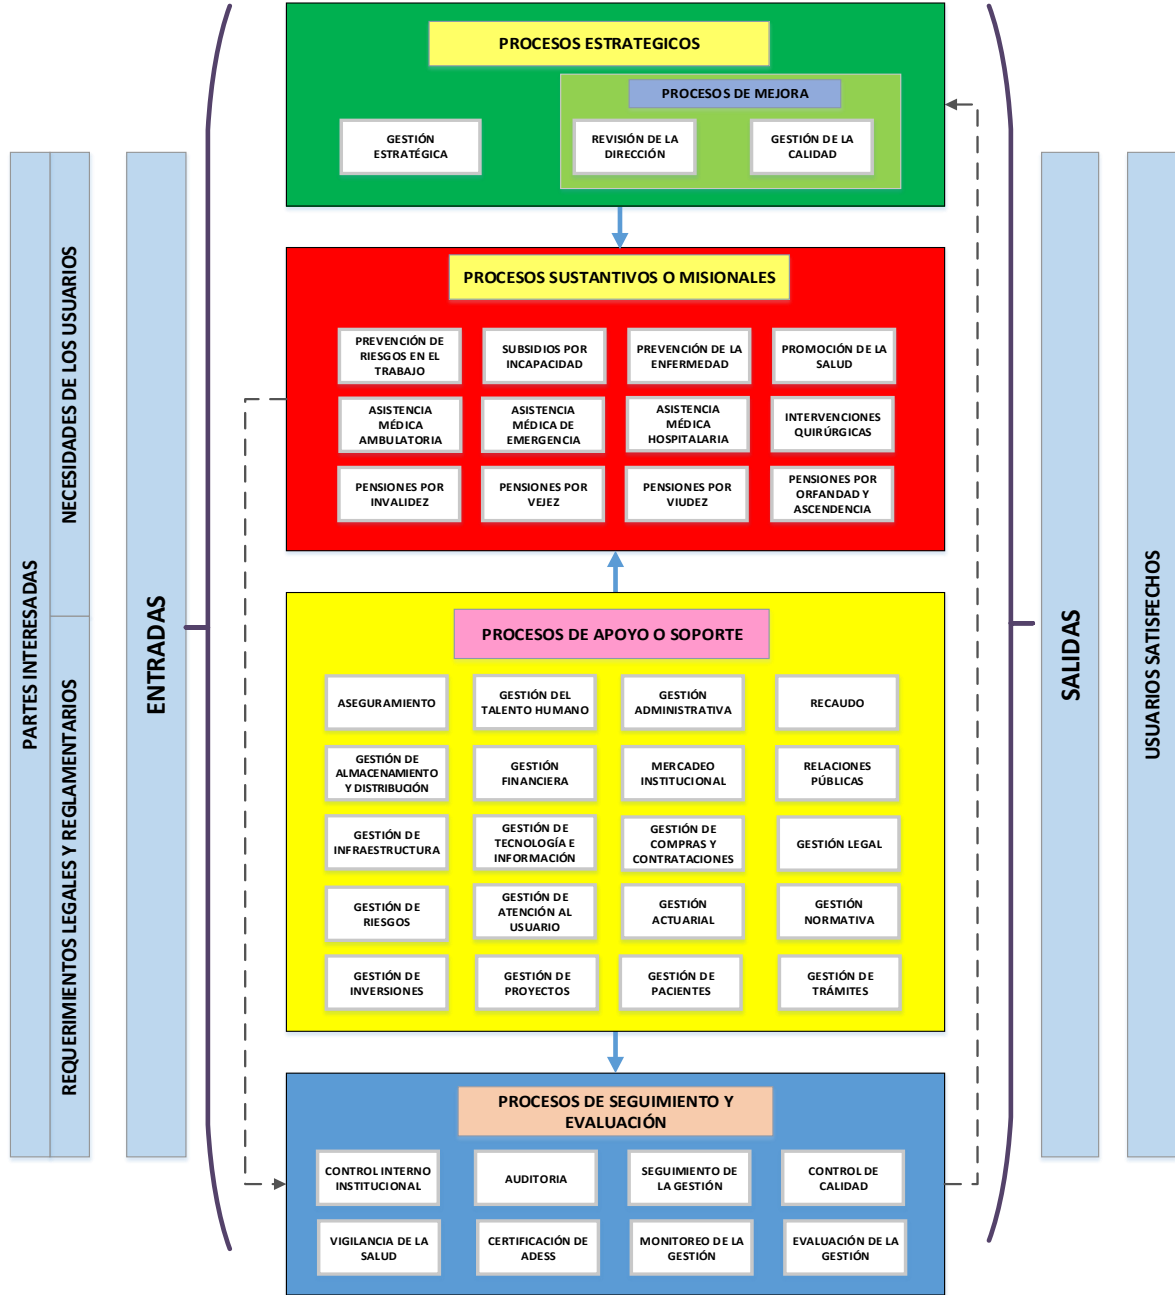 PARTES INTERESADAS
NECESIDADES DE LOS USUARIOS
REQUERIMIENTOS LEGALES Y REGLAMENTARIOS
ENTRADAS
PROCESOS ESTRATEGICOS
PROCESOS DE MEJORA
GESTIÓN
ESTRATÉGICA
REVISIÓN DE LA
DIRECCIÓN
GESTIÓN DE LA
CALIDAD
PROCESOS SUSTANTIVOS O MISIONALES
PREVENCIÓN DE
RIESGOS EN EL
TRABAJO
SUBSIDIOS POR
INCAPACIDAD
PREVENCIÓN DE LA
ENFERMEDAD
PROMOCIÓN DE LA
SALUD
ASISTENCIA
MÉDICA
AMBULATORIA
ASISTENCIA
MÉDICA DE
EMERGENCIA
ASISTENCIA
MÉDICA
HOSPITALARIA
INTERVENCIONES
QUIRÚRGICAS
PENSIONES POR
INVALIDEZ
PENSIONES POR
VEJEZ
PENSIONES POR
VIUDEZ
PENSIONES POR
ORFANDAD Y
ASCENDENCIA
PROCESOS DE APOYO O SOPORTE
ASEGURAMIENTO
GESTIÓN DEL
TALENTO HUMANO
GESTIÓN
ADMINISTRATIVA
RECAUDO
GESTIÓN DE
ALMACENAMIENTO
Y DISTRIBUCIÓN
GESTIÓN
FINANCIERA
MERCADEO
INSTITUCIONAL
RELACIONES
PÚBLICAS
GESTIÓN DE
INFRAESTRUCTURA
GESTIÓN DE
TECNOLOGÍA E
INFORMACIÓN
GESTIÓN DE
COMPRAS Y
CONTRATACIONES
GESTIÓN LEGAL
GESTIÓN DE
RIESGOS
GESTIÓN DE
ATENCIÓN AL
USUARIO
GESTIÓN
ACTUARIAL
GESTIÓN
NORMATIVA
GESTIÓN DE
INVERSIONES
GESTIÓN DE
PROYECTOS
GESTIÓN DE
PACIENTES
GESTIÓN DE
TRÁMITES
PROCESOS DE SEGUIMIENTO Y
EVALUACIÓN
CONTROL INTERNO
INSTITUCIONAL
AUDITORIA
SEGUIMIENTO DE
LA GESTIÓN
CONTROL DE
CALIDAD
VIGILANCIA DE LA
SALUD
CERTIFICACIÓN DE
ADESS
MONITOREO DE LA
GESTIÓN
EVALUACIÓN DE LA
GESTIÓN
SALIDAS
USUARIOS SATISFECHOS